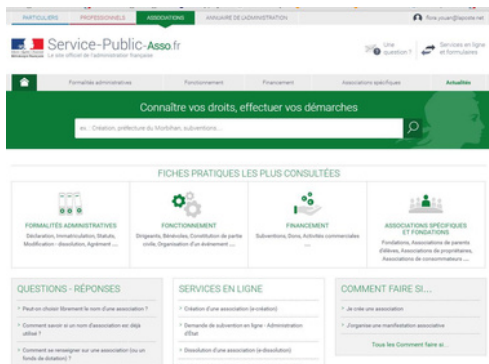 PARTICULIERS PROFESSIONNELS ASSOCIATIONS ANNUAIRE DE L'ADMINISTRATION
Service-Public-Asso.fr
Le site officiel de l'administration française
Une question ?
Services en ligne et formulaires
Formalités administratives Fonctionnement Financement Associations spécifiques Actualités
Connaître vos droits, effectuer vos démarches
ex. : Création, préfecture du Morbihan, subventions...
FICHES PRATIQUES LES PLUS CONSULTÉES
FORMALITÉS ADMINISTRATIVES
Déclaration, Immatriculation, Statuts,
Modification - dissolution, Agrément ....
FONCTIONNEMENT
Dirigeants, Bénévoles, Constitution de partie
civile, Organisation d'un événement ....
FINANCEMENT
Subventions, Dons, Activités commerciales
....
ASSOCIATIONS SPÉCIFIQUES
ET FONDATIONS
Fondations, Associations de parents
d'élèves, Associations de propriétaires,
Associations de consommateurs ....
QUESTIONS - RÉPONSES
Peut-on choisir librement le nom d'une association ?
Comment savoir si un nom d'association est déjà
utilisé ?
Comment se renseigner sur une association (ou un
fonds de dotation) ?
SERVICES EN LIGNE
Création d'une association (e-création)
Demande de subvention en ligne - Administration
d'État
Dissolution d'une association (e-dissolution)
COMMENT FAIRE SI...
Je crée une association
J'organise une manifestation associative
Tous les Comment faire si...